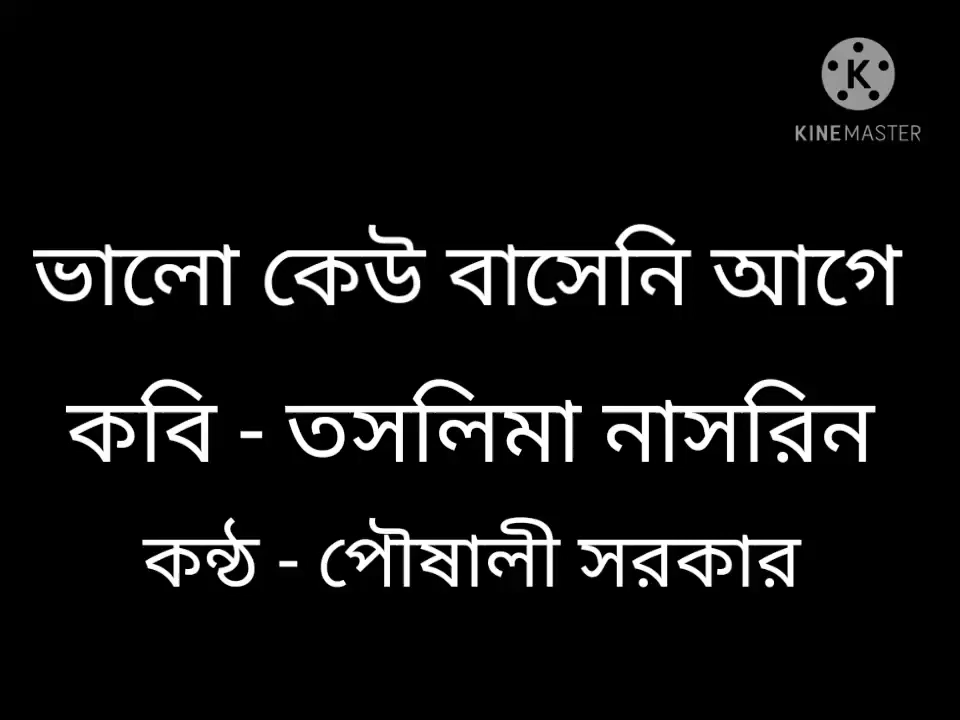 KINEMASTER
ভালো কেউ বাসেনি আগে
কবি - তসলিমা নাসরিন
কন্ঠ - পৌষালী সরকার